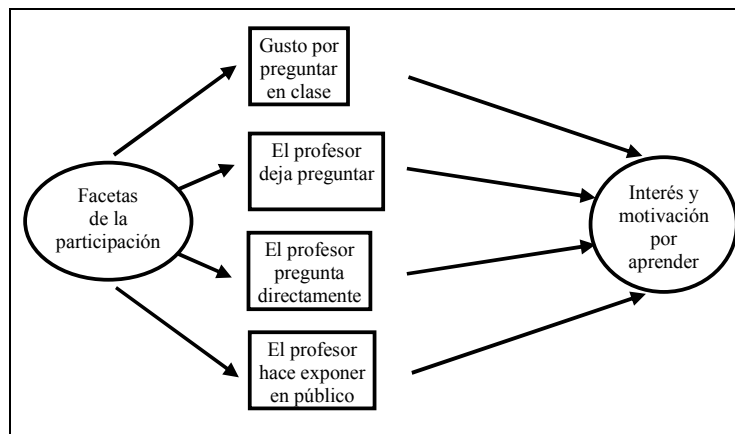 Gusto por
preguntar
en clase
El profesor
deja preguntar
Facetas
de la
participación
Interés y
motivación
por
aprender
El profesor
pregunta
directamente
El profesor
hace exponer
en público